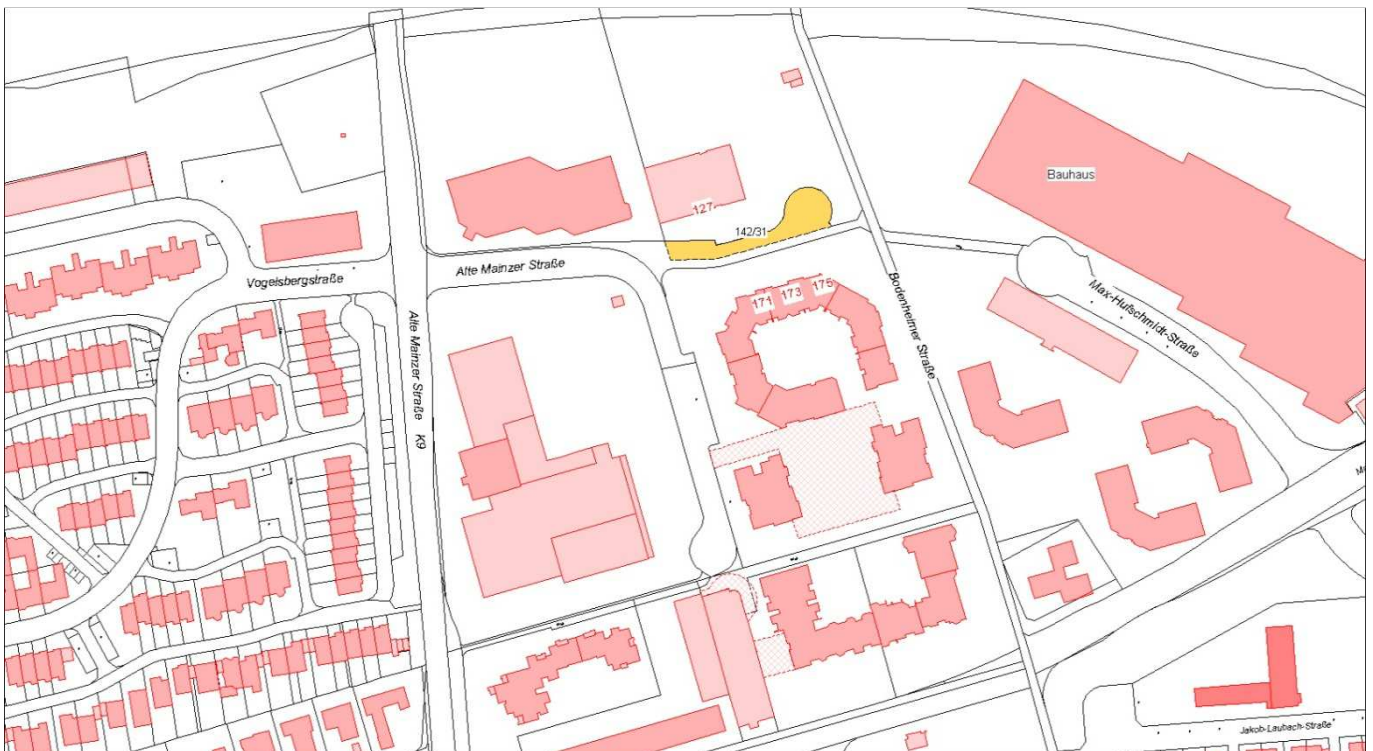 Bauhaus
127
142/31
Alte Mainzer Straße
Vogelsbergstraße
171 173 175
Bodenheimer Straße
Max-Hufschmidt-Straße
Alte Mainzer Straße K9
Jakob-Laubach-Straße